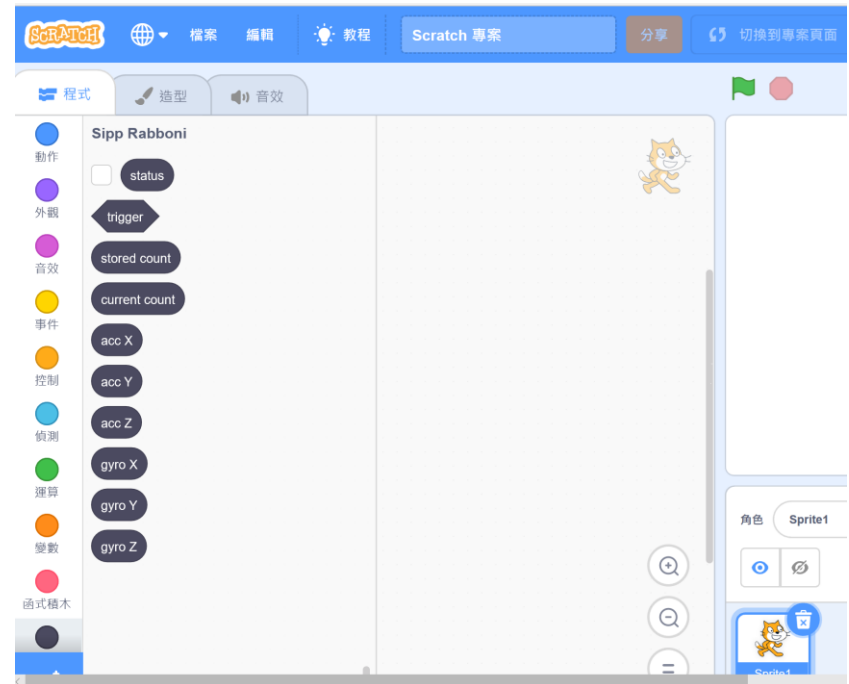 SCRATCH 檔案 編輯 教程 Scratch 專案 分享 切換到專案頁面
程式 造型 音效
動作
外觀
音效
事件
控制
偵測
運算
變數
函式積木
Sipp Rabboni
status
trigger
stored count
current count
acc X
acc Y
acc Z
gyro X
gyro Y
gyro Z
角色 Sprite1
Sprite1